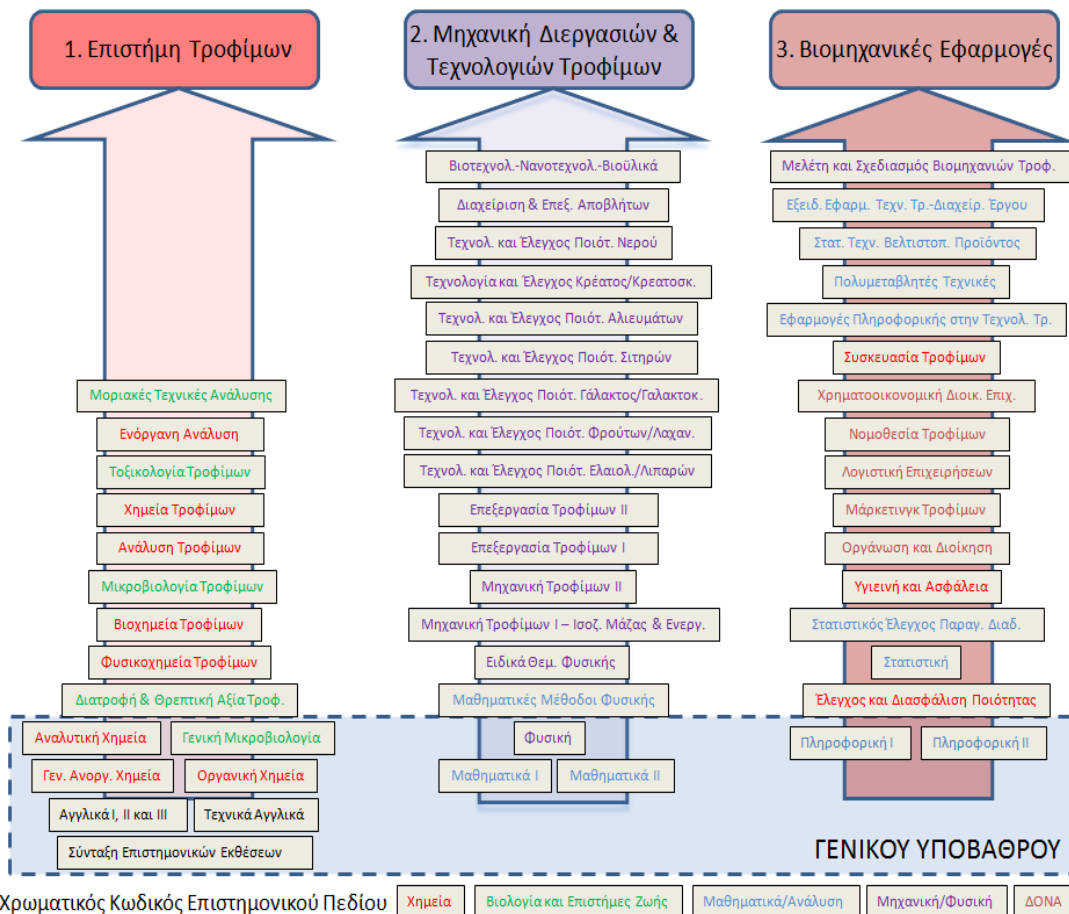 1. Επιστήμη Τροφίμων
2. Μηχανική Διεργασιών &
Τεχνολογιών Τροφίμων
3. Βιομηχανικές Εφαρμογές
Μοριακές Τεχνικές Ανάλυσης
Ενόργανη Ανάλυση
Τοξικολογία Τροφίμων
Χημεία Τροφίμων
Ανάλυση Τροφίμων
Μικροβιολογία Τροφίμων
Βιοχημεία Τροφίμων
Φυσικοχημεία Τροφίμων
Διατροφή & Θρεπτική Αξία Τροφ.
Αναλυτική Χημεία
Γενική Μικροβιολογία
Γεν. Ανοργ. Χημεία
Οργανική Χημεία
Αγγλικά Ι, ΙΙ και ΙΙΙ
Τεχνικά Αγγλικά
Σύνταξη Επιστημονικών Εκθέσεων
Βιοτεχνολ.-Νανοτεχνολ.-Βιοϋλικά
Διαχείριση & Επεξ. Αποβλήτων
Τεχνολ. και Έλεγχος Ποιότ. Νερού
Τεχνολογία και Έλεγχος Κρέατος/Κρεατοσκ.
Τεχνολ. και Έλεγχος Ποιότ. Αλιευμάτων
Τεχνολ. και Έλεγχος Ποιότ. Σιτηρών
Τεχνολ. και Έλεγχος Ποιότ. Γάλακτος/Γαλακτοκ.
Τεχνολ. και Έλεγχος Ποιότ. Φρούτων/Λαχαν.
Τεχνολ. και Έλεγχος Ποιότ. Ελαιολ./Λιπαρών
Επεξεργασία Τροφίμων ΙΙ
Επεξεργασία Τροφίμων Ι
Μηχανική Τροφίμων ΙΙ
Μηχανική Τροφίμων Ι – Ισοζ. Μάζας & Ενεργ.
Ειδικά Θεμ. Φυσικής
Μαθηματικές Μέθοδοι Φυσικής
Φυσική
Μαθηματικά Ι
Μαθηματικά ΙΙ
Μελέτη και Σχεδιασμός Βιομηχανιών Τροφ.
Εξειδ. Εφαρμ. Τεχν. Τρ.-Διαχείρ. Έργου
Στατ. Τεχν. Βελτιστοπ. Προϊόντος
Πολυμεταβλητές Τεχνικές
Εφαρμογές Πληροφορικής στην Τεχνολ. Τρ.
Συσκευασία Τροφίμων
Χρηματοοικονομική Διοικ. Επιχ.
Νομοθεσία Τροφίμων
Λογιστική Επιχειρήσεων
Μάρκετινγκ Τροφίμων
Οργάνωση και Διοίκηση
Υγιεινή και Ασφάλεια
Στατιστικός Έλεγχος Παραγ. Διαδ.
Στατιστική
Έλεγχος και Διασφάλιση Ποιότητας
Πληροφορική Ι
Πληροφορική ΙΙ
ΓΕΝΙΚΟΥ ΥΠΟΒΑΘΡΟΥ
Χρωματικός Κωδικός Επιστημονικού Πεδίου
Χημεία
Βιολογία και Επιστήμες Ζωής
Μαθηματικά/Ανάλυση
Μηχανική/Φυσική
ΔΟΝΑ